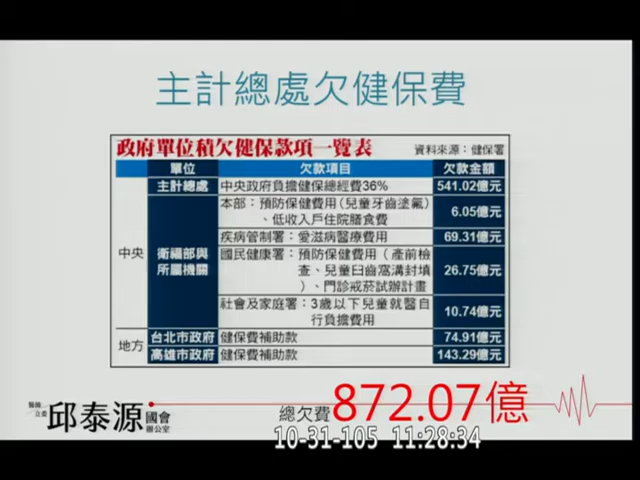 主計總處欠健保費
政府單位積欠健保款項一覽表 資料來源：健保署
單位 欠款項目 欠款金額
主計總處 中央政府負擔健保總經費36% 541.02億元
中央
衛福部與
所屬機關
本部：預防保健費用（兒童牙齒塗氟）
、低收入戶住院膳食費 6.05億元
疾病管制署：愛滋病醫療費用 69.31億元
國民健康署：預防保健費用（產前檢
查、兒童臼齒窩溝封填
）、門診戒菸試辦計畫 26.75億元
社會及家庭署：3歲以下兒童就醫自
行負擔費用 10.74億元
地方
台北市政府 健保費補助款 74.91億元
高雄市政府 健保費補助款 143.29億元
醫師
立委
邱泰源 國會
辦公室
總欠費 872.07億
10-31-105 11:28:34